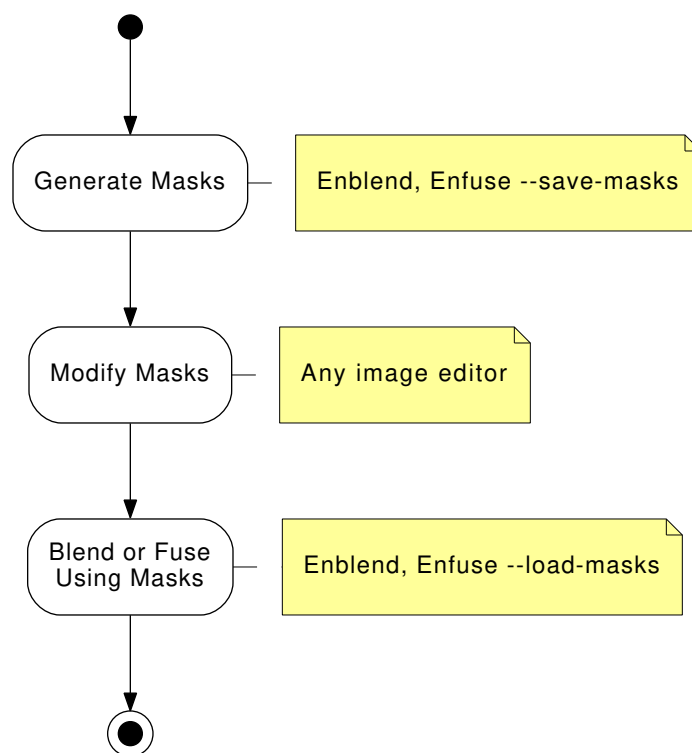 Generate Masks
Enblend, Enfuse --save-masks
Modify Masks
Any image editor
Blend or Fuse
Using Masks
Enblend, Enfuse --load-masks